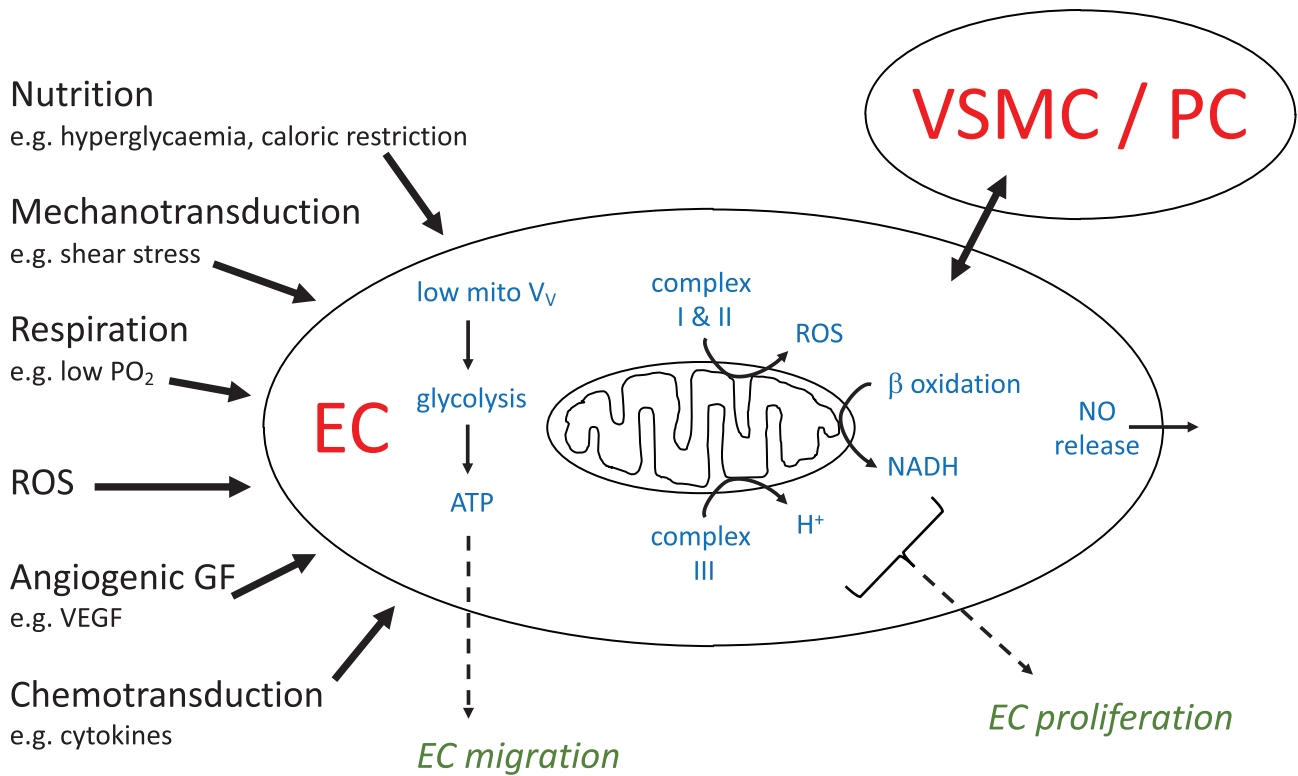 Nutrition
e.g. hyperglycaemia, caloric restriction
Mechanotransduction
e.g. shear stress
Respiration
e.g. low PO₂
ROS
Angiogenic GF
e.g. VEGF
Chemotransduction
e.g. cytokines
VSMC / PC
EC
low mito Vᵥ
glycolysis
ATP
EC migration
complex
I & II
ROS
β oxidation
NADH
complex
III
H⁺
NO
release
EC proliferation